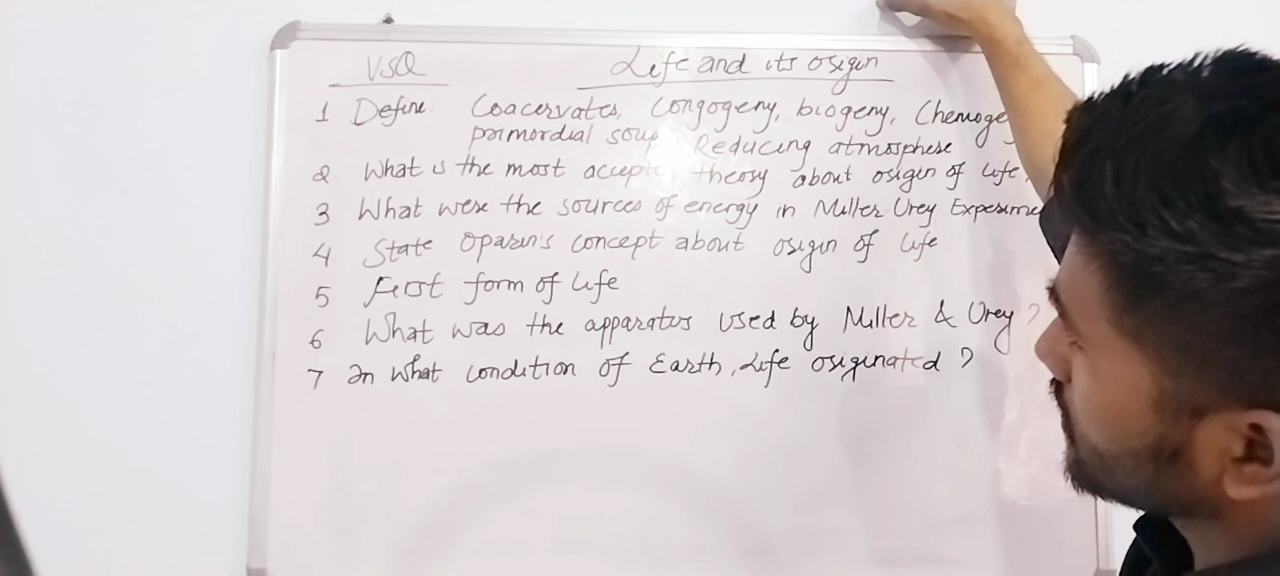 VSQ Life and its origin
1 Define Coacervates, Congogeny, biogeny,
primordial soup Reducing atmosphere
2 What is the most accept theory about origin of life
3 What were the sources of energy in Miller Urey Experime
4 State Oparin's concept about origin of life
5 First form of life
6 What was the apparatus used by Miller & Urey ?
7 In what condition of Earth, Life originated ?